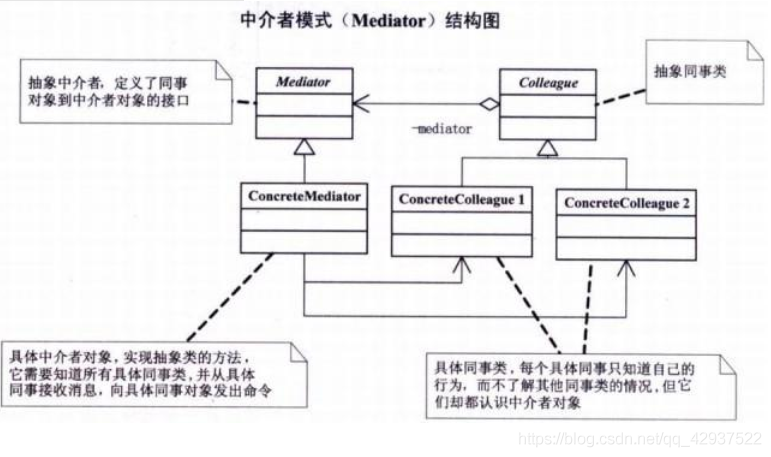 中介者模式（Mediator）结构图
抽象中介者，定义了同事
对象到中介者对象的接口
Mediator
Colleague
抽象同事类
-mediator
ConcreteMediator
ConcreteColleague 1
ConcreteColleague 2
具体中介者对象，实现抽象类的方法，
它需要知道所有具体同事类，并从具体
同事接收消息，向具体同事对象发出命令
具体同事类，每个具体同事只知道自己的
行为，而不了解其他同事类的情况，但它
们却都认识中介者对象
https://blog.csdn.net/qq_42937522